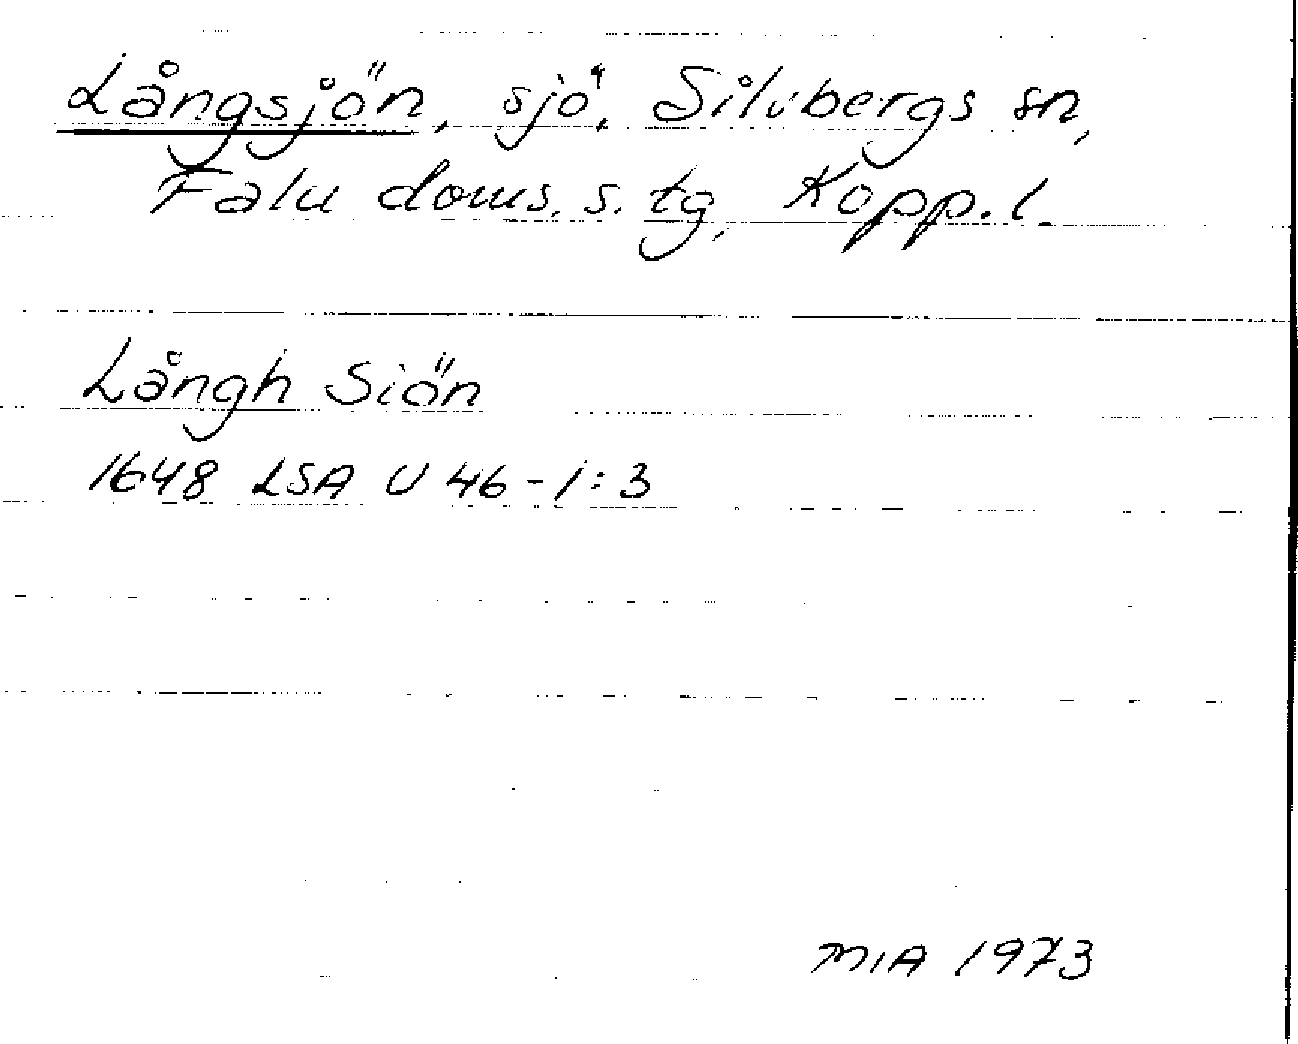 Långsjön, sjö, Silvbergs sn,
Falu doms. s. tg, Kopp. l.
Långh Siön
1648 LSA U 46-1:3
MIA 1973